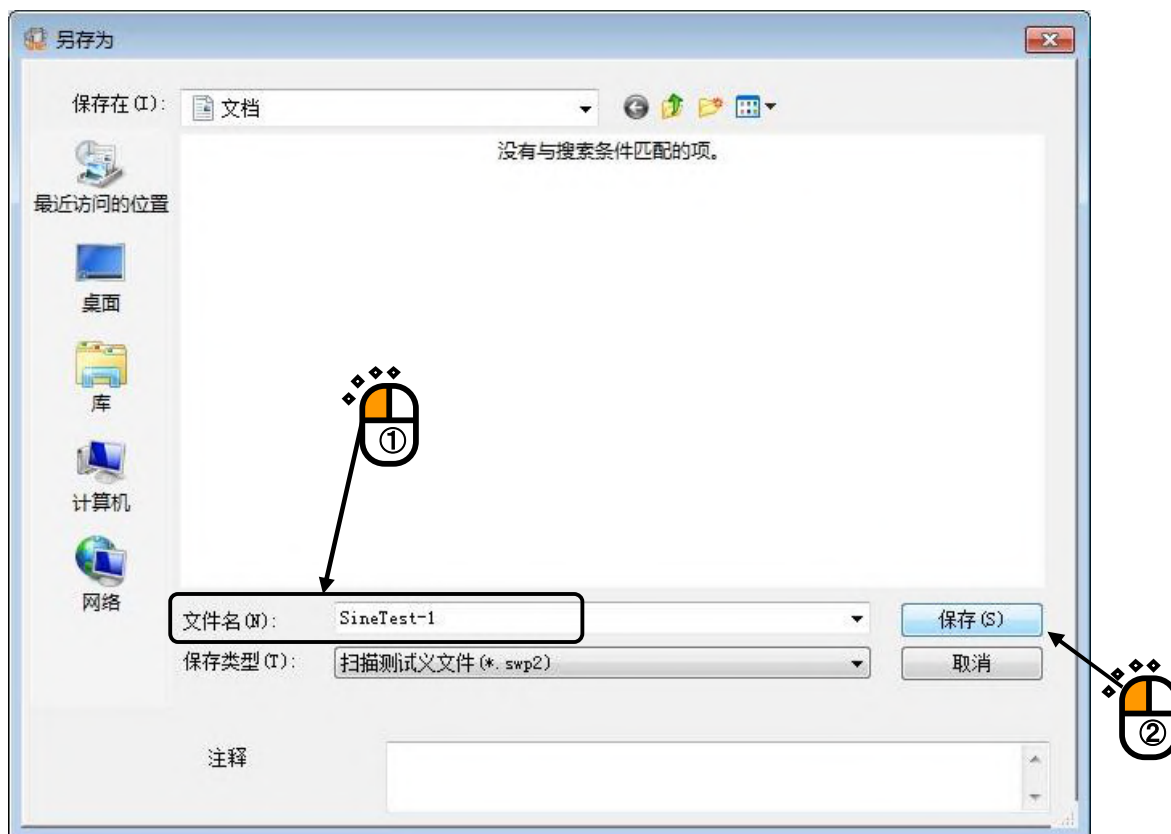 另存为
保存在(I):
文档
没有与搜索条件匹配的项。
最近访问的位置
桌面
库
计算机
网络
①
文件名(N):
SineTest-1
保存(S)
保存类型(T):
扫描测试义文件(*.swp2)
取消
②
注释